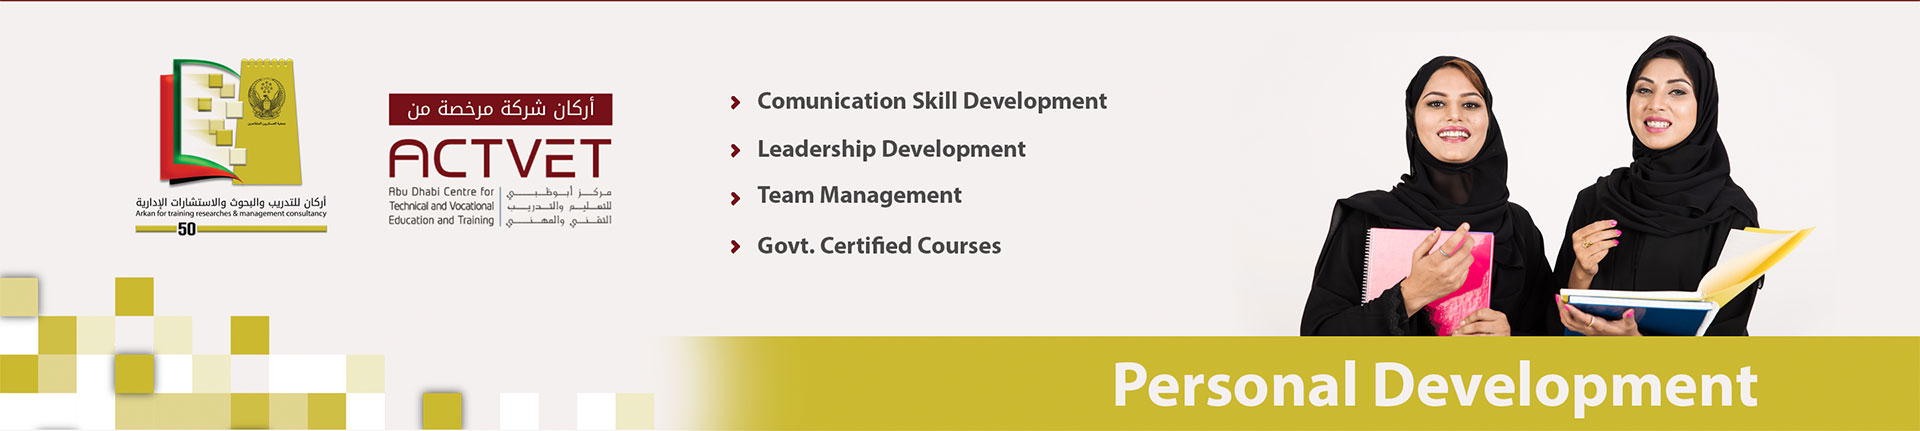 أركان للتدريب والبحوث والاستشارات الإدارية
Arkan for training researches & management consultancy
50
أركان شركة مرخصة من
ACTVET
Abu Dhabi Centre for
Technical and Vocational
Education and Training
مركز أبوظبي
للتعليم والتدريب
التقني والمهني
Comunication Skill Development
Leadership Development
Team Management
Govt. Certified Courses
Personal Development